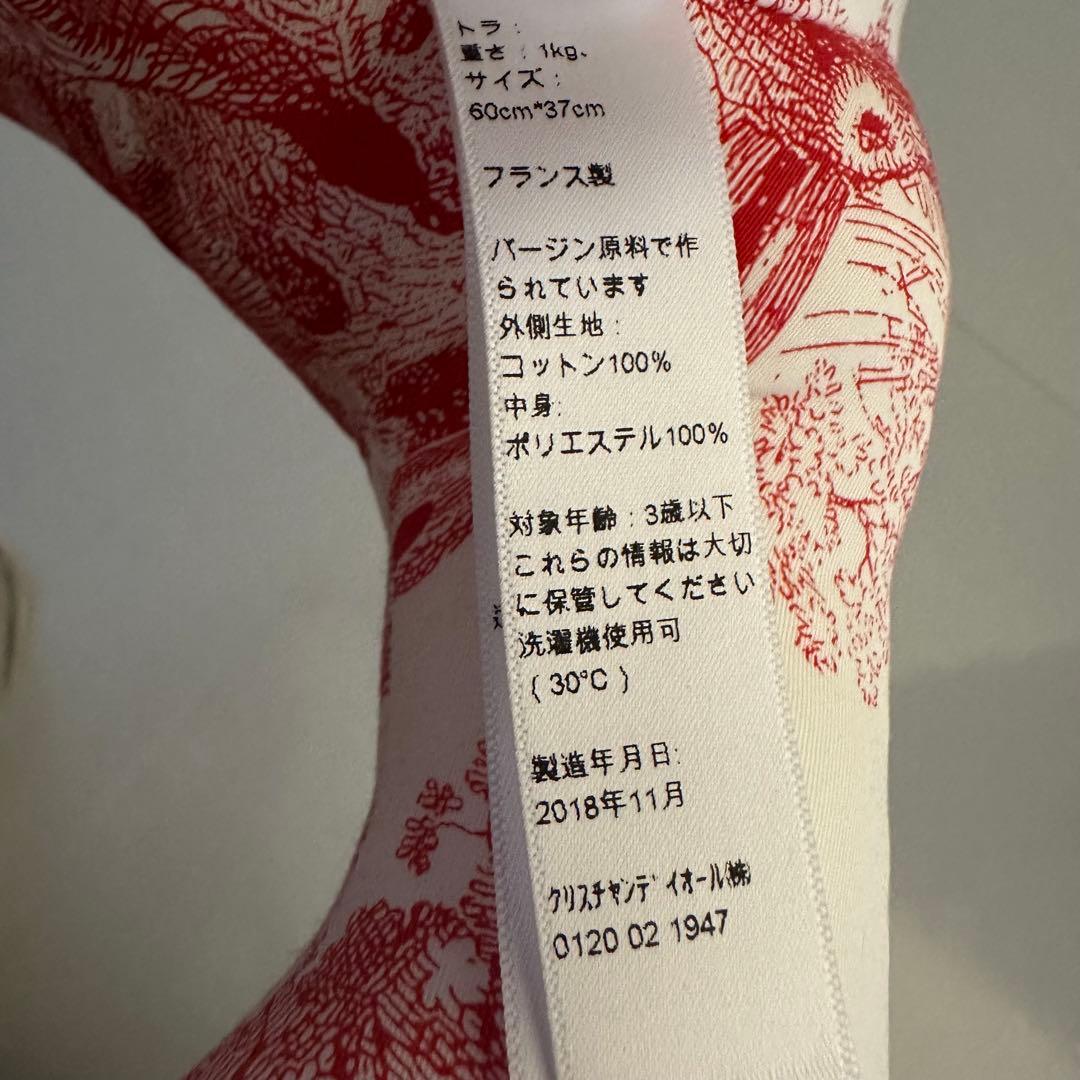 トラ :
重さ : 1kg、
サイズ :
60cm*37cm
フランス製
バージン原料で作
られています
外側生地 :
コットン100%
中身:
ポリエステル100%
対象年齢 : 3歳以下
これらの情報は大切
に保管してください
洗濯機使用可
( 30°C )
製造年月日:
2018年11月
クリスチャンデイオール㈱
0120 02 1947